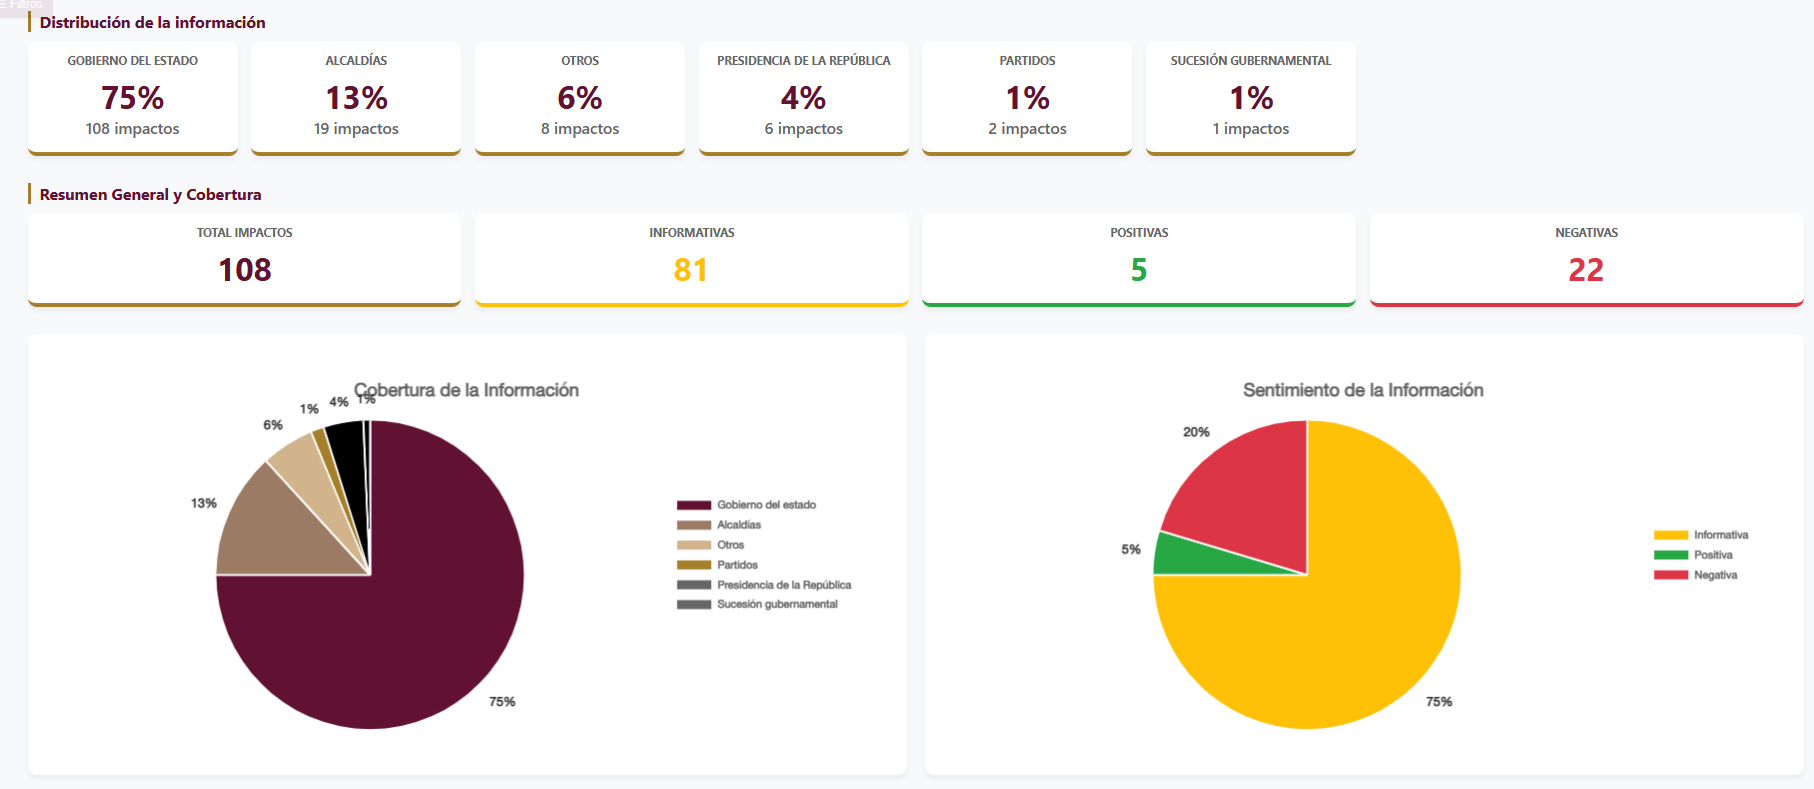 ≡ Filtros
Distribución de la información
GOBIERNO DEL ESTADO
75%
108 impactos
ALCALDÍAS
13%
19 impactos
OTROS
6%
8 impactos
PRESIDENCIA DE LA REPÚBLICA
4%
6 impactos
PARTIDOS
1%
2 impactos
SUCESIÓN GUBERNAMENTAL
1%
1 impactos
Resumen General y Cobertura
TOTAL IMPACTOS
108
INFORMATIVAS
81
POSITIVAS
5
NEGATIVAS
22
Cobertura de la Información
1%
4%
1%
6%
13%
75%
Gobierno del estado
Alcaldías
Otros
Partidos
Presidencia de la República
Sucesión gubernamental
Sentimiento de la Información
20%
5%
75%
Informativa
Positiva
Negativa